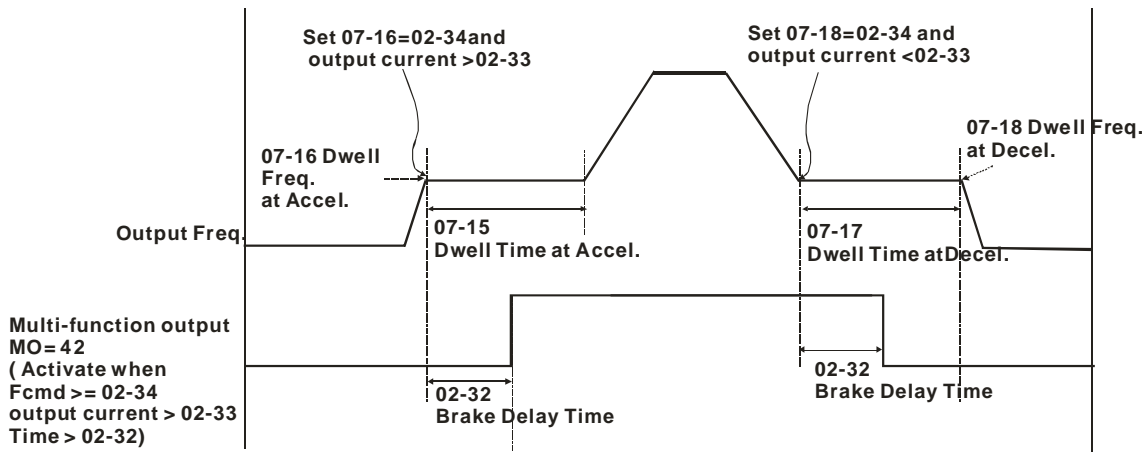 Set 07-16=02-34and
output current >02-33
Set 07-18=02-34 and
output current <02-33
07-16 Dwell
Freq.
at Accel.
07-18 Dwell Freq.
at Decel.
Output Freq.
07-15
Dwell Time at Accel.
07-17
Dwell Time atDecel.
Multi-function output
MO=42
( Activate when
Fcmd >= 02-34
output current > 02-33
Time > 02-32)
02-32
Brake Delay Time
02-32
Brake Delay Time